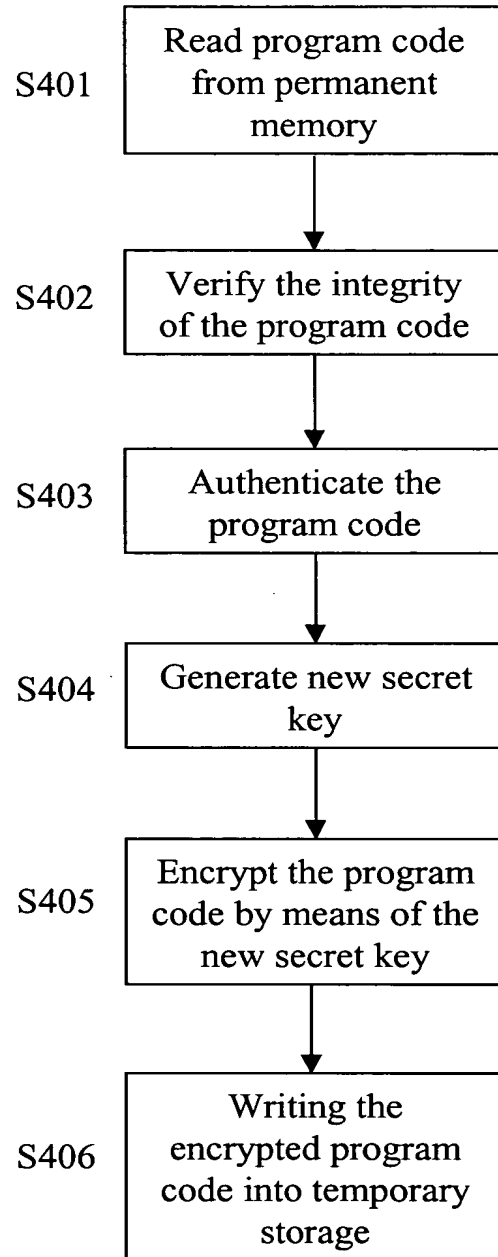 S401
Read program code
from permanent
memory
S402
Verify the integrity
of the program code
S403
Authenticate the
program code
S404
Generate new secret
key
S405
Encrypt the program
code by means of the
new secret key
S406
Writing the
encrypted program
code into temporary
storage